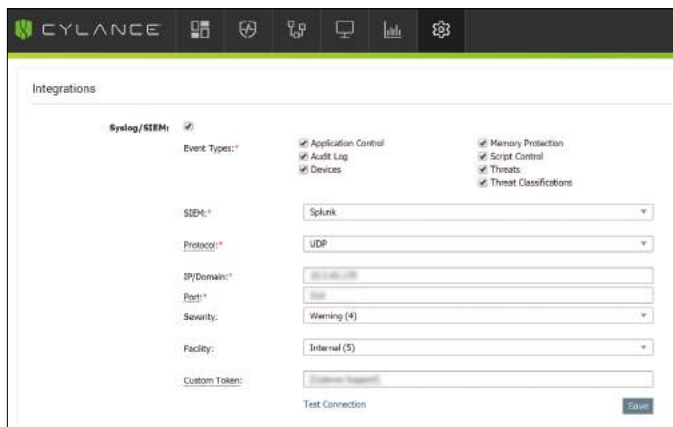 CYLANCE
Integrations
Syslog/SIEM:
Event Types:*
Application Control
Memory Protection
Audit Log
Script Control
Devices
Threats
Threat Classifications
SIEM:*
Splunk
Protocol:*
UDP
IP/Domain:*
Port:*
Severity:
Warning (4)
Facility:
Internal (5)
Custom Token:
Test Connection
Save